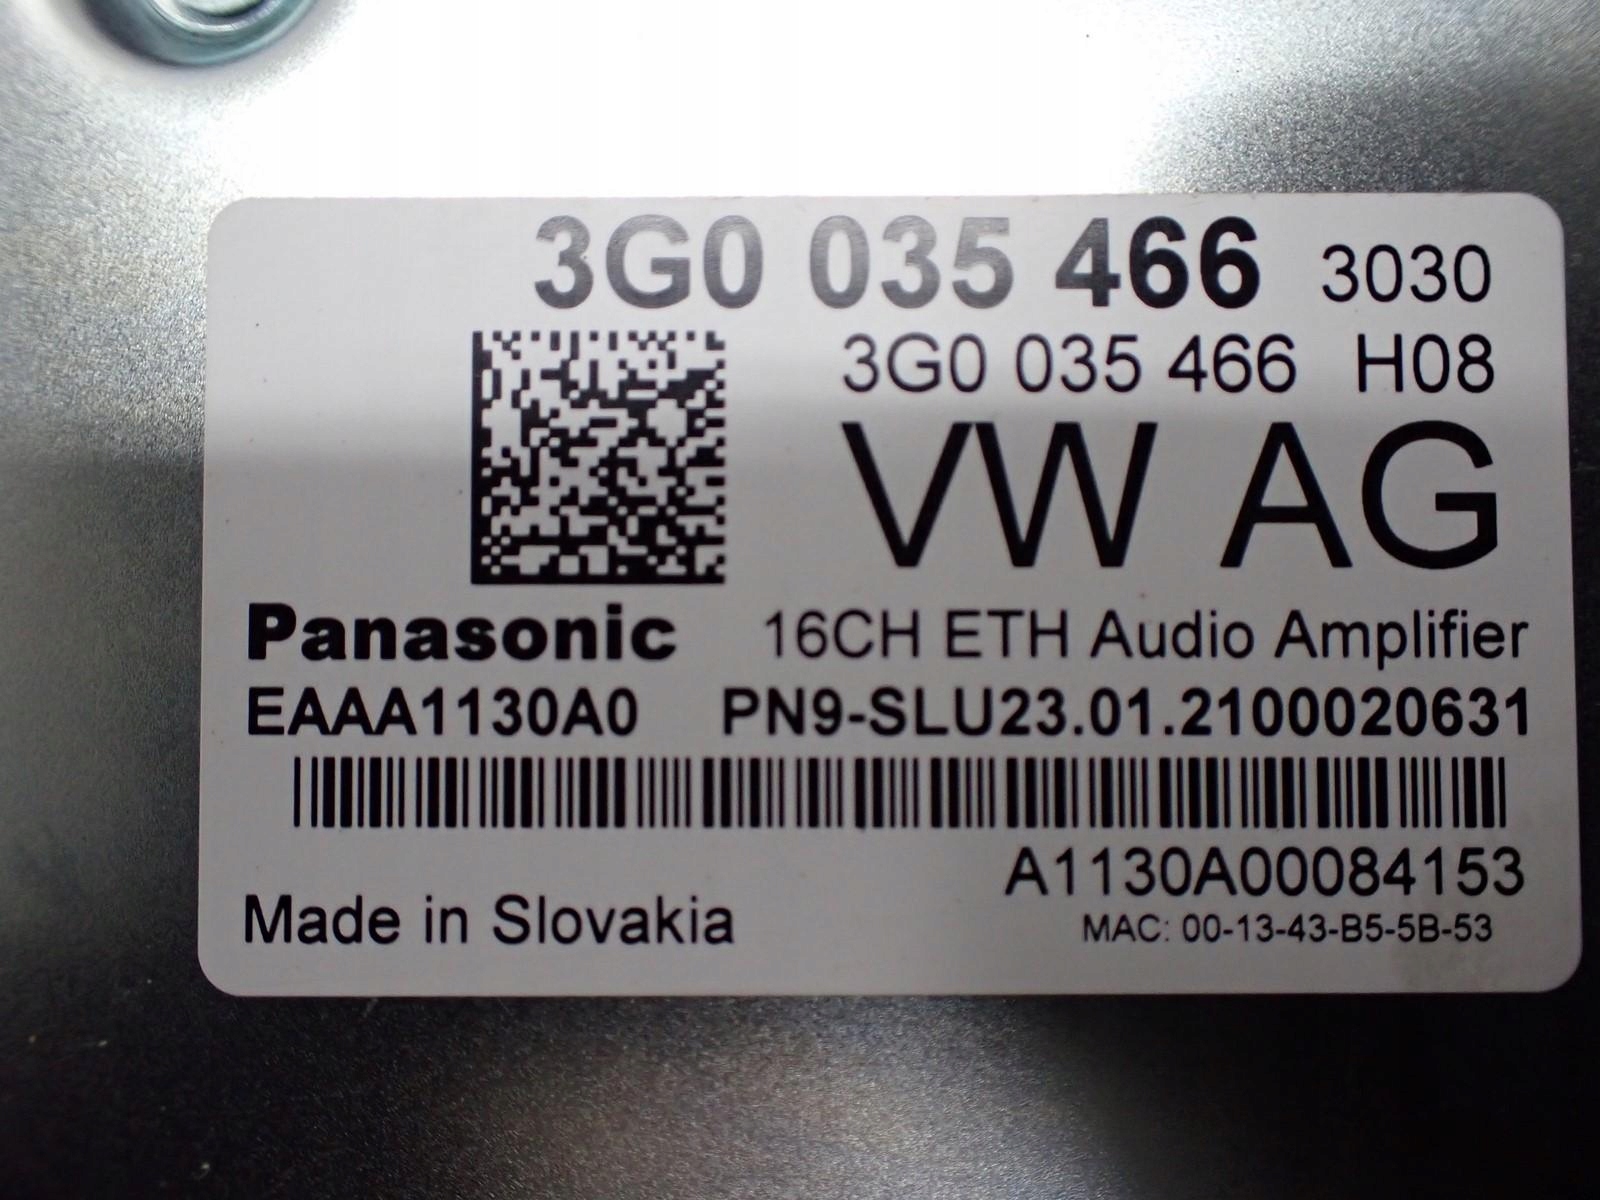 3G0 035 466 3030
3G0 035 466 H08
VW AG
Panasonic 16CH ETH Audio Amplifier
EAAA1130A0 PN9-SLU23.01.2100020631
A1130A00084153
Made in Slovakia
MAC: 00-13-43-B5-5B-53